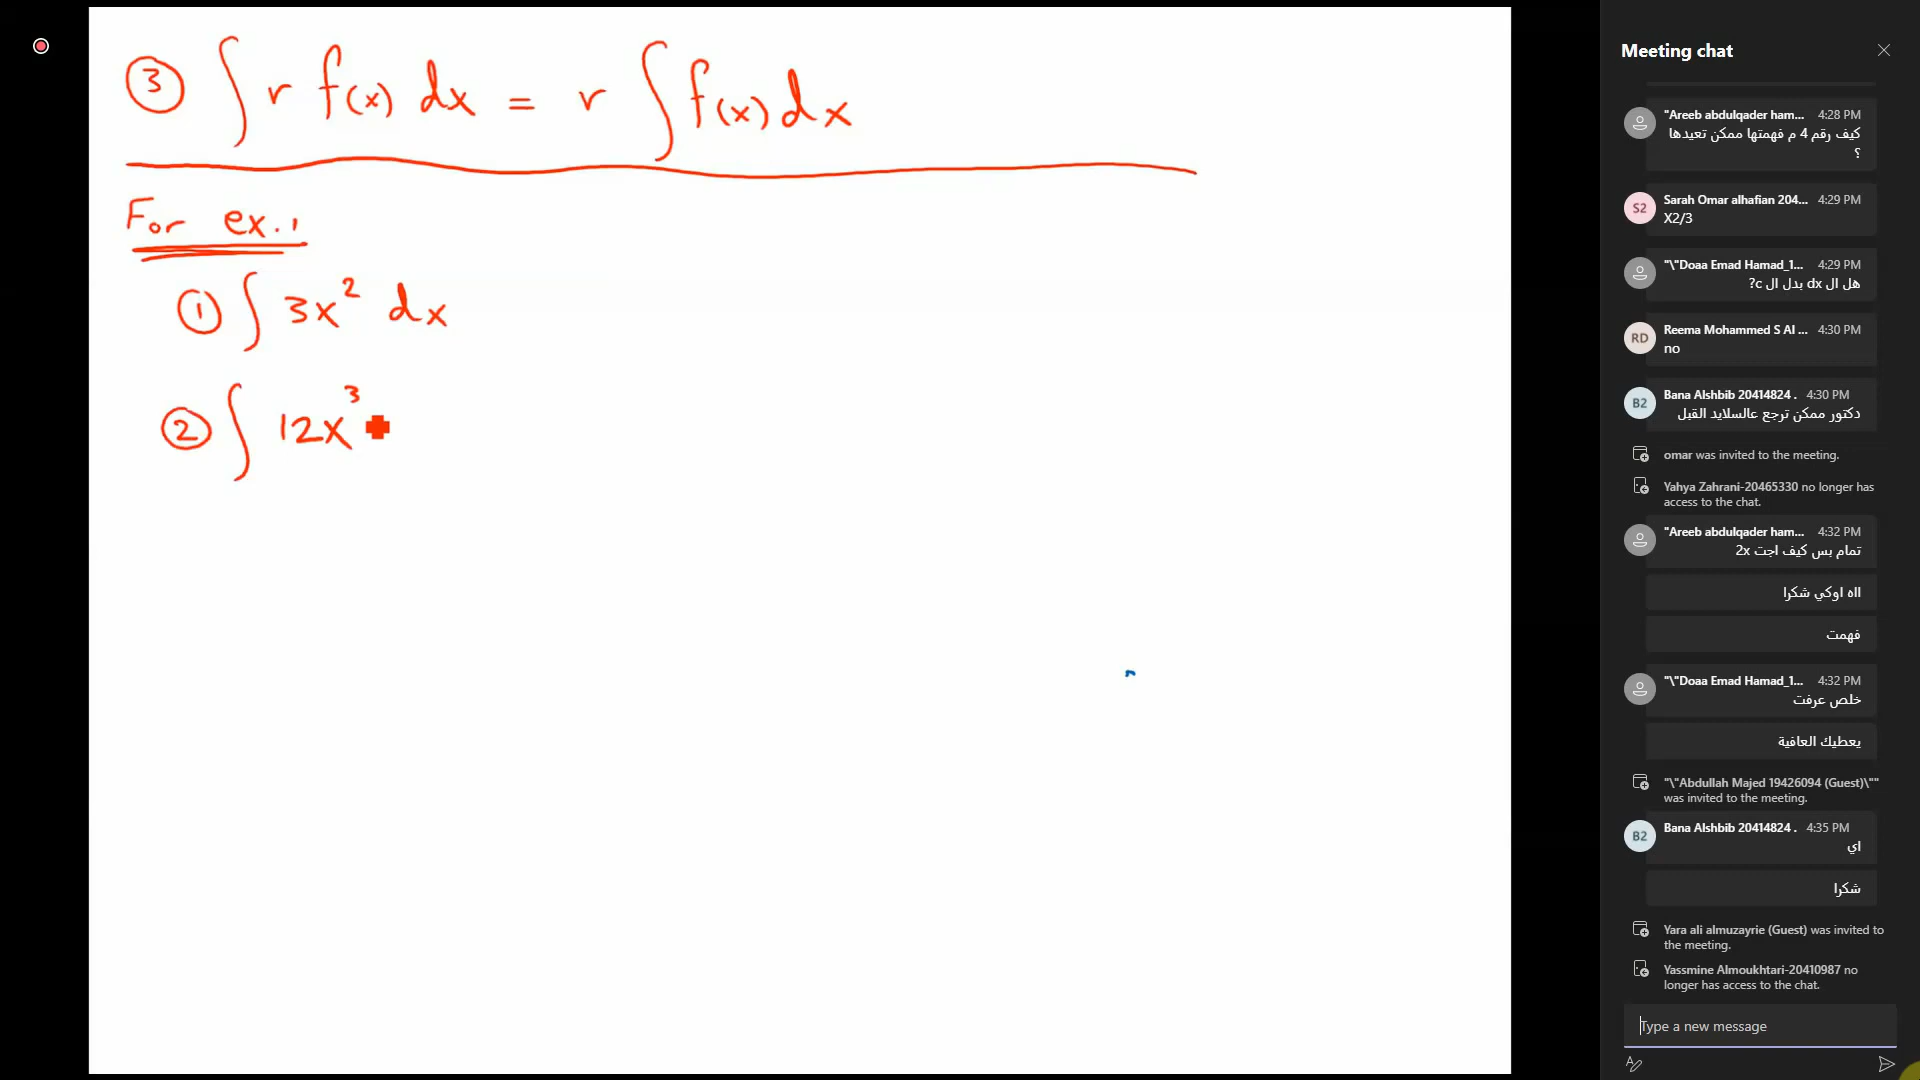 ③ ∫ r f(x) dx = r ∫ f(x) dx
For ex.,
① ∫ 3x² dx
② ∫ 12x³
Meeting chat
"Areeb abdulqader ham... 4:28 PM
كيف رقم 4 م فهمتها ممكن تعيدها
؟
S2 Sarah Omar alhafian 204... 4:29 PM
X2/3
"\"Doaa Emad Hamad_1... 4:29 PM
هل ال dx بدل ال c?
RD Reema Mohammed S Al ... 4:30 PM
no
B2 Bana Alshbib 20414824 . 4:30 PM
دكتور ممكن ترجع عالسلايد القبل
omar was invited to the meeting.
Yahya Zahrani-20465330 no longer has
access to the chat.
"Areeb abdulqader ham... 4:32 PM
تمام بس كيف اجت 2x
ااه اوكي شكرا
فهمت
"\"Doaa Emad Hamad_1... 4:32 PM
خلص عرفت
يعطيك العافية
"\"Abdullah Majed 19426094 (Guest)\""
was invited to the meeting.
B2 Bana Alshbib 20414824 . 4:35 PM
اي
شكرا
Yara ali almuzayrie (Guest) was invited to
the meeting.
Yassmine Almoukhtari-20410987 no
longer has access to the chat.
Type a new message